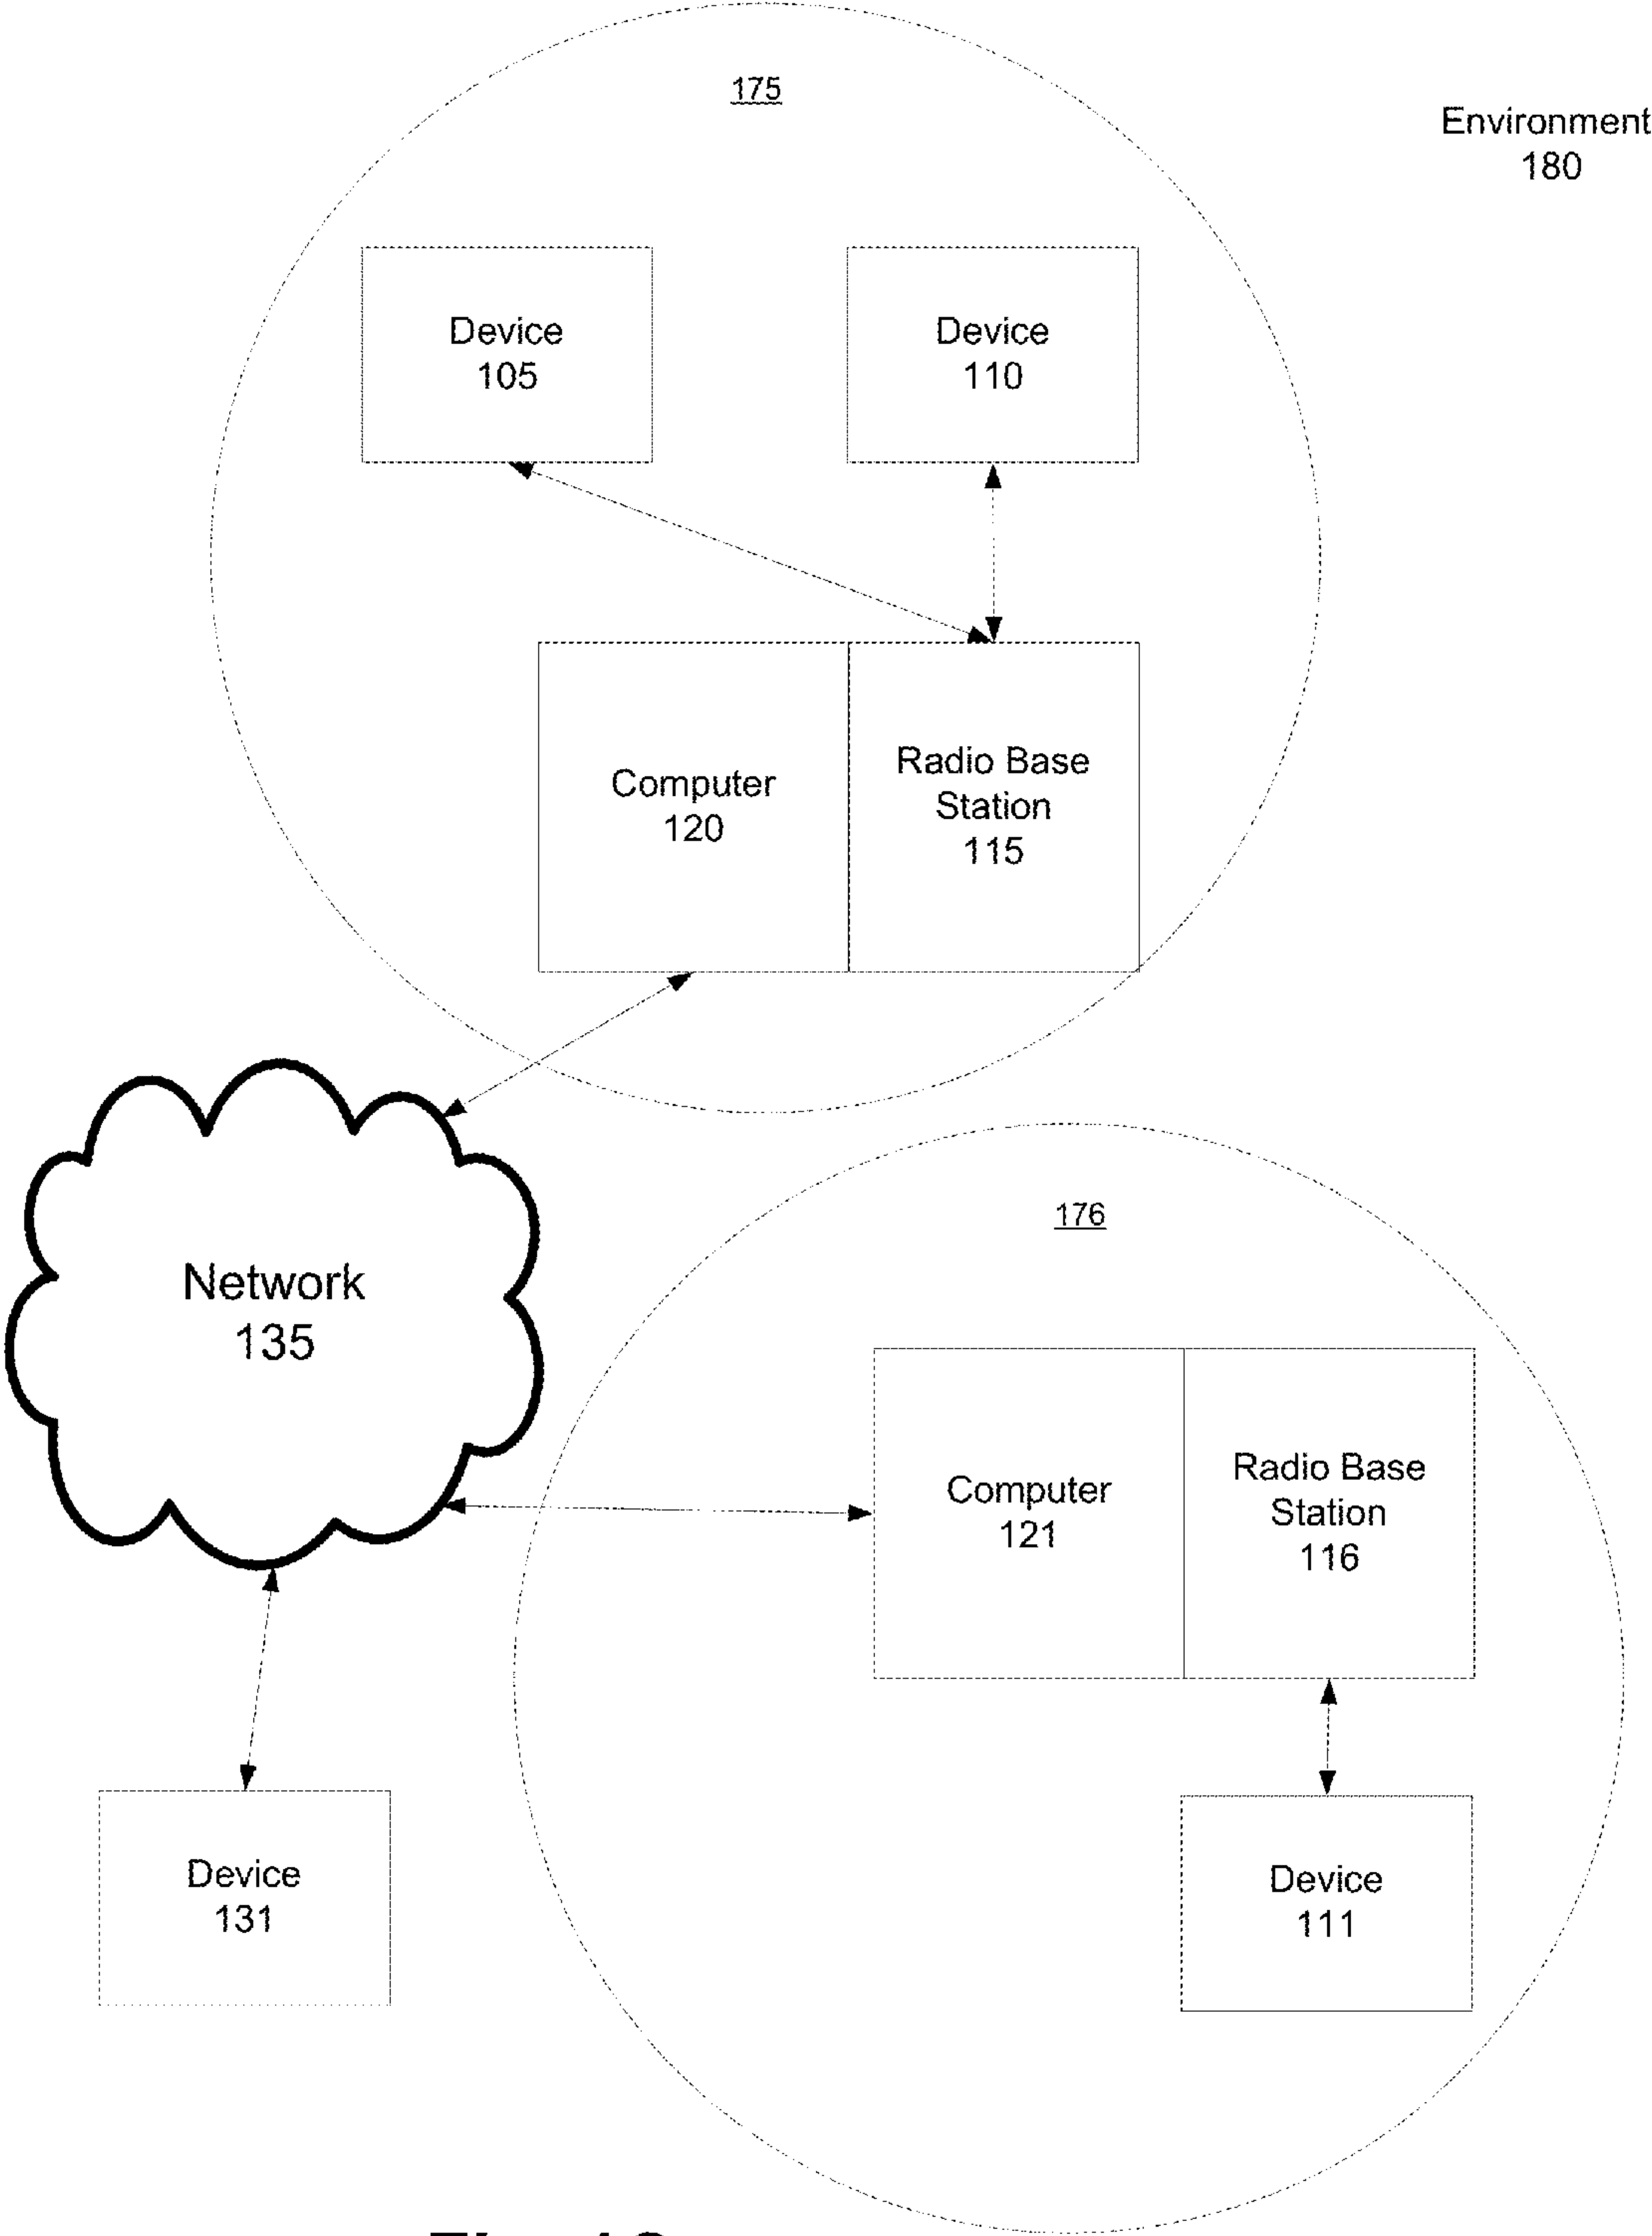 175
Environment
180
Device
105
Device
110
Computer
120
Radio Base
Station
115
Network
135
176
Computer
121
Radio Base
Station
116
Device
131
Device
111